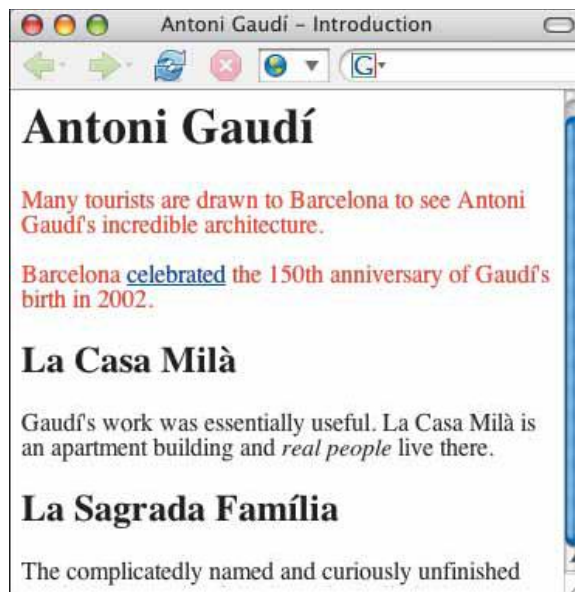 Antoni Gaudí – Introduction
G
Antoni Gaudí
Many tourists are drawn to Barcelona to see Antoni
Gaudí's incredible architecture.
Barcelona celebrated the 150th anniversary of Gaudí's
birth in 2002.
La Casa Milà
Gaudí's work was essentially useful. La Casa Milà is
an apartment building and real people live there.
La Sagrada Família
The complicatedly named and curiously unfinished